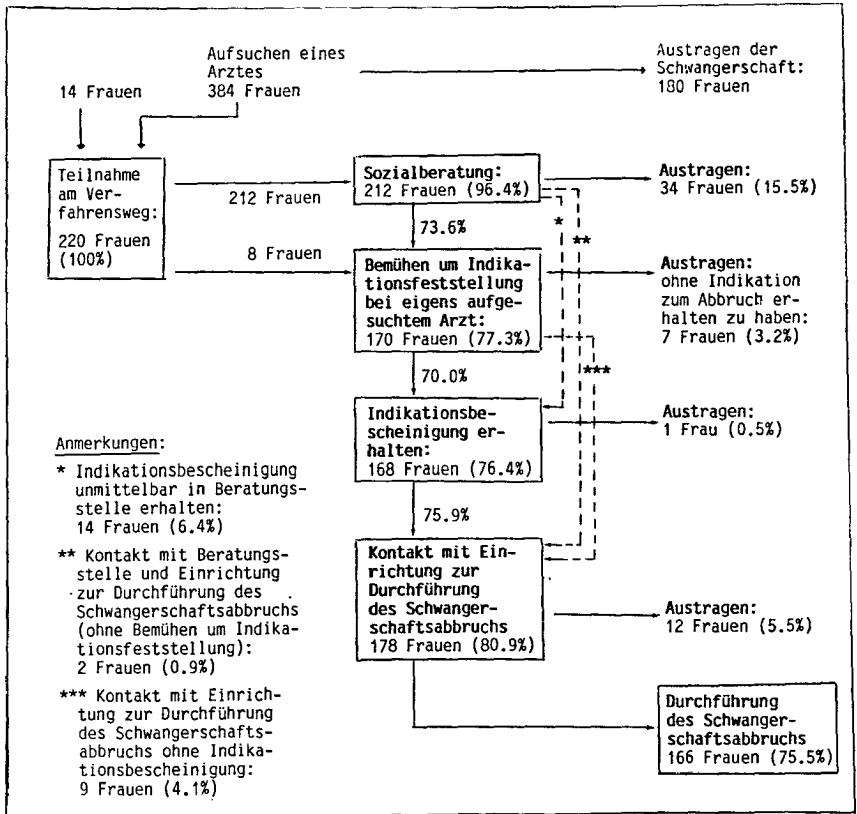 Aufsuchen eines
Arztes
384 Frauen
Austragen der
Schwangerschaft:
180 Frauen
14 Frauen
Teilnahme
am Ver-
fahrensweg:
220 Frauen
(100%)
212 Frauen
Sozialberatung:
212 Frauen (96.4%)
Austragen:
34 Frauen (15.5%)
*
**
73.6%
8 Frauen
Bemühen um Indika-
tionsfeststellung
bei eigens aufge-
suchtem Arzt:
170 Frauen (77.3%)
Austragen:
ohne Indikation
zum Abbruch er-
halten zu haben:
7 Frauen (3.2%)
***
70.0%
Indikationsbe-
scheinigung er-
halten:
168 Frauen (76.4%)
Austragen:
1 Frau (0.5%)
75.9%
Kontakt mit Ein-
richtung zur
Durchführung
des Schwanger-
schaftsabbruchs
178 Frauen (80.9%)
Austragen:
12 Frauen (5.5%)
Durchführung
des Schwanger-
schaftsabbruchs
166 Frauen (75.5%)
Anmerkungen:
* Indikationsbescheinigung
unmittelbar in Beratungs-
stelle erhalten:
14 Frauen (6.4%)
** Kontakt mit Beratungs-
stelle und Einrichtung
zur Durchführung des
Schwangerschaftsabbruchs
(ohne Bemühen um Indika-
tionsfeststellung):
2 Frauen (0.9%)
*** Kontakt mit Einrich-
tung zur Durchführung
des Schwangerschafts-
abbruchs ohne Indika-
tionsbescheinigung:
9 Frauen (4.1%)